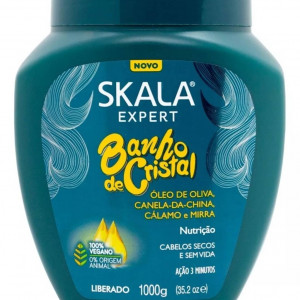 NOVO
SKALA®
EXPERT
Banho
de Cristal
ÓLEO DE OLIVA,
CANELA-DA-CHINA,
CÁLAMO e MIRRA
Nutrição
CABELOS SECOS
E SEM VIDA
AÇÃO 3 MINUTOS
100%
VEGANO
0% ORIGEM
ANIMAL
LIBERADO 1000g (35.2 oz ℮)